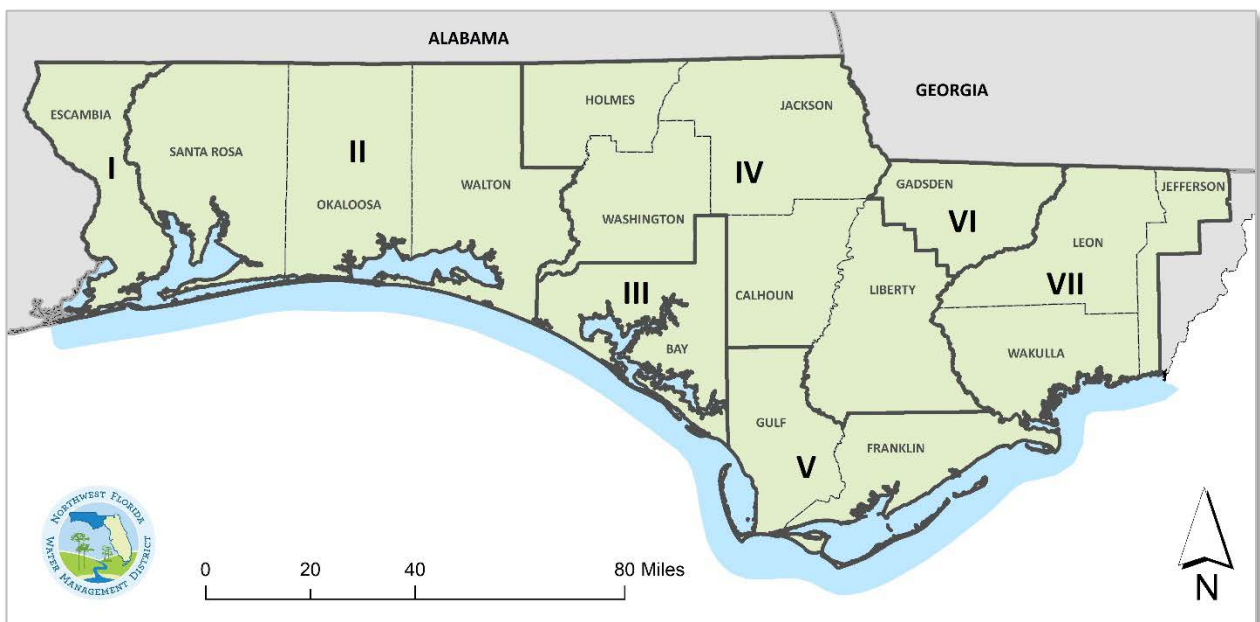 ALABAMA
GEORGIA
ESCAMBIA
I
SANTA ROSA
II
OKALOOSA
WALTON
HOLMES
JACKSON
IV
WASHINGTON
GADSDEN
VI
JEFFERSON
LEON
VII
III
BAY
CALHOUN
LIBERTY
WAKULLA
GULF
V
FRANKLIN
NORTHWEST FLORIDA
WATER MANAGEMENT DISTRICT
0 20 40 80 Miles
N